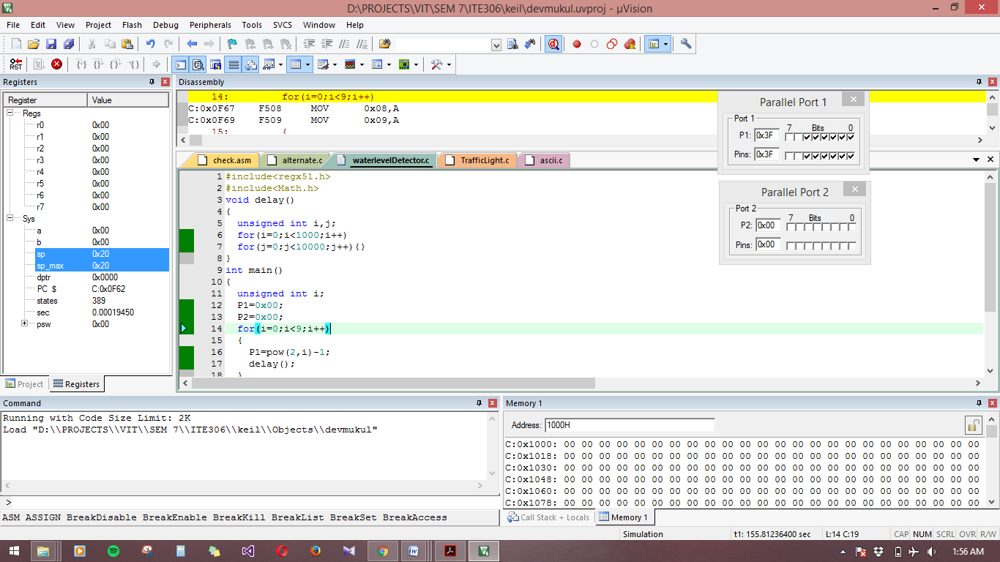 D:\PROJECTS\VIT\SEM 7\ITE306\keil\devmukul.uvproj - µVision
File Edit View Project Flash Debug Peripherals Tools SVCS Window Help
RST
Registers
Register Value
Regs
r0 0x00
r1 0x00
r2 0x00
r3 0x00
r4 0x00
r5 0x00
r6 0x00
r7 0x00
Sys
a 0x00
b 0x00
sp 0x20
sp_max 0x20
dptr 0x0000
PC $ C:0x0F62
states 389
sec 0.00019450
psw 0x00
Project Registers
Disassembly
14: for(i=0;i<9;i++)
C:0x0F67 F508 MOV 0x08,A
C:0x0F69 F509 MOV 0x09,A
15: {
Parallel Port 1
Port 1
7 Bits 0
P1: 0x3F
Pins: 0x3F
Parallel Port 2
Port 2
7 Bits 0
P2: 0x00
Pins: 0x00
check.asm alternate.c waterlevelDetector.c TrafficLight.c ascii.c
1 #include<regx51.h>
2 #include<Math.h>
3 void delay()
4 {
5 unsigned int i,j;
6 for(i=0;i<1000;i++)
7 for(j=0;j<10000;j++){}
8 }
9 int main()
10 {
11 unsigned int i;
12 P1=0x00;
13 P2=0x00;
14 for(i=0;i<9;i++)
15 {
16 P1=pow(2,i)-1;
17 delay();
18 }
Command
Running with Code Size Limit: 2K
Load "D:\\PROJECTS\\VIT\\SEM 7\\ITE306\\keil\\Objects\\devmukul"
>
ASM ASSIGN BreakDisable BreakEnable BreakKill BreakList BreakSet BreakAccess
Memory 1
Address: 1000H
C:0x1000: 00 00 00 00 00 00 00 00 00 00 00 00 00 00 00 00 00 00 00 00 00 00 00 00
C:0x1018: 00 00 00 00 00 00 00 00 00 00 00 00 00 00 00 00 00 00 00 00 00 00 00 00
C:0x1030: 00 00 00 00 00 00 00 00 00 00 00 00 00 00 00 00 00 00 00 00 00 00 00 00
C:0x1048: 00 00 00 00 00 00 00 00 00 00 00 00 00 00 00 00 00 00 00 00 00 00 00 00
C:0x1060: 00 00 00 00 00 00 00 00 00 00 00 00 00 00 00 00 00 00 00 00 00 00 00 00
C:0x1078: 00 00 00 00 00 00 00 00 00 00 00 00 00 00 00 00 00 00 00 00 00 00 00 00
Call Stack + Locals Memory 1
Simulation t1: 155.81236400 sec L:14 C:19 CAP NUM SCRL OVR R/W
1:56 AM